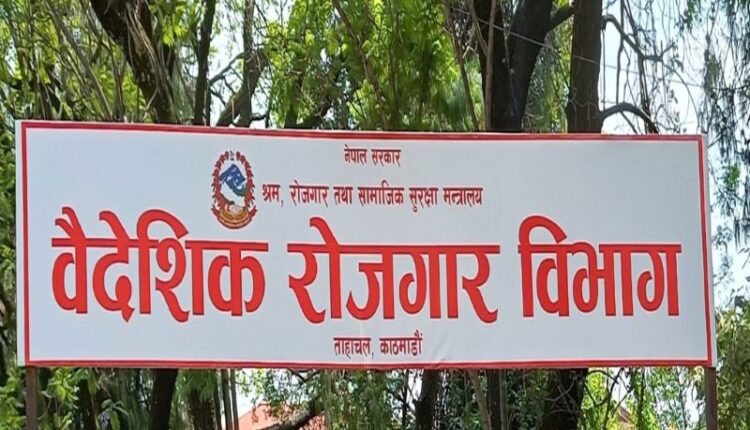 नेपाल सरकार
श्रम, रोजगार तथा सामाजिक सुरक्षा मन्त्रालय
वैदेशिक रोजगार विभाग
ताहाचल, काठमाडौं